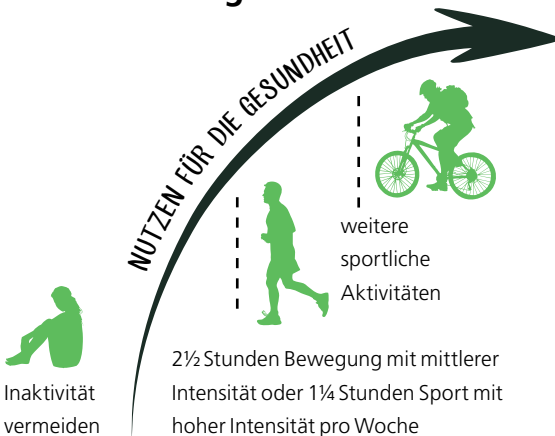 NUTZEN FÜR DIE GESUNDHEIT
weitere
sportliche
Aktivitäten
Inaktivität
vermeiden
2½ Stunden Bewegung mit mittlerer
Intensität oder 1¼ Stunden Sport mit
hoher Intensität pro Woche